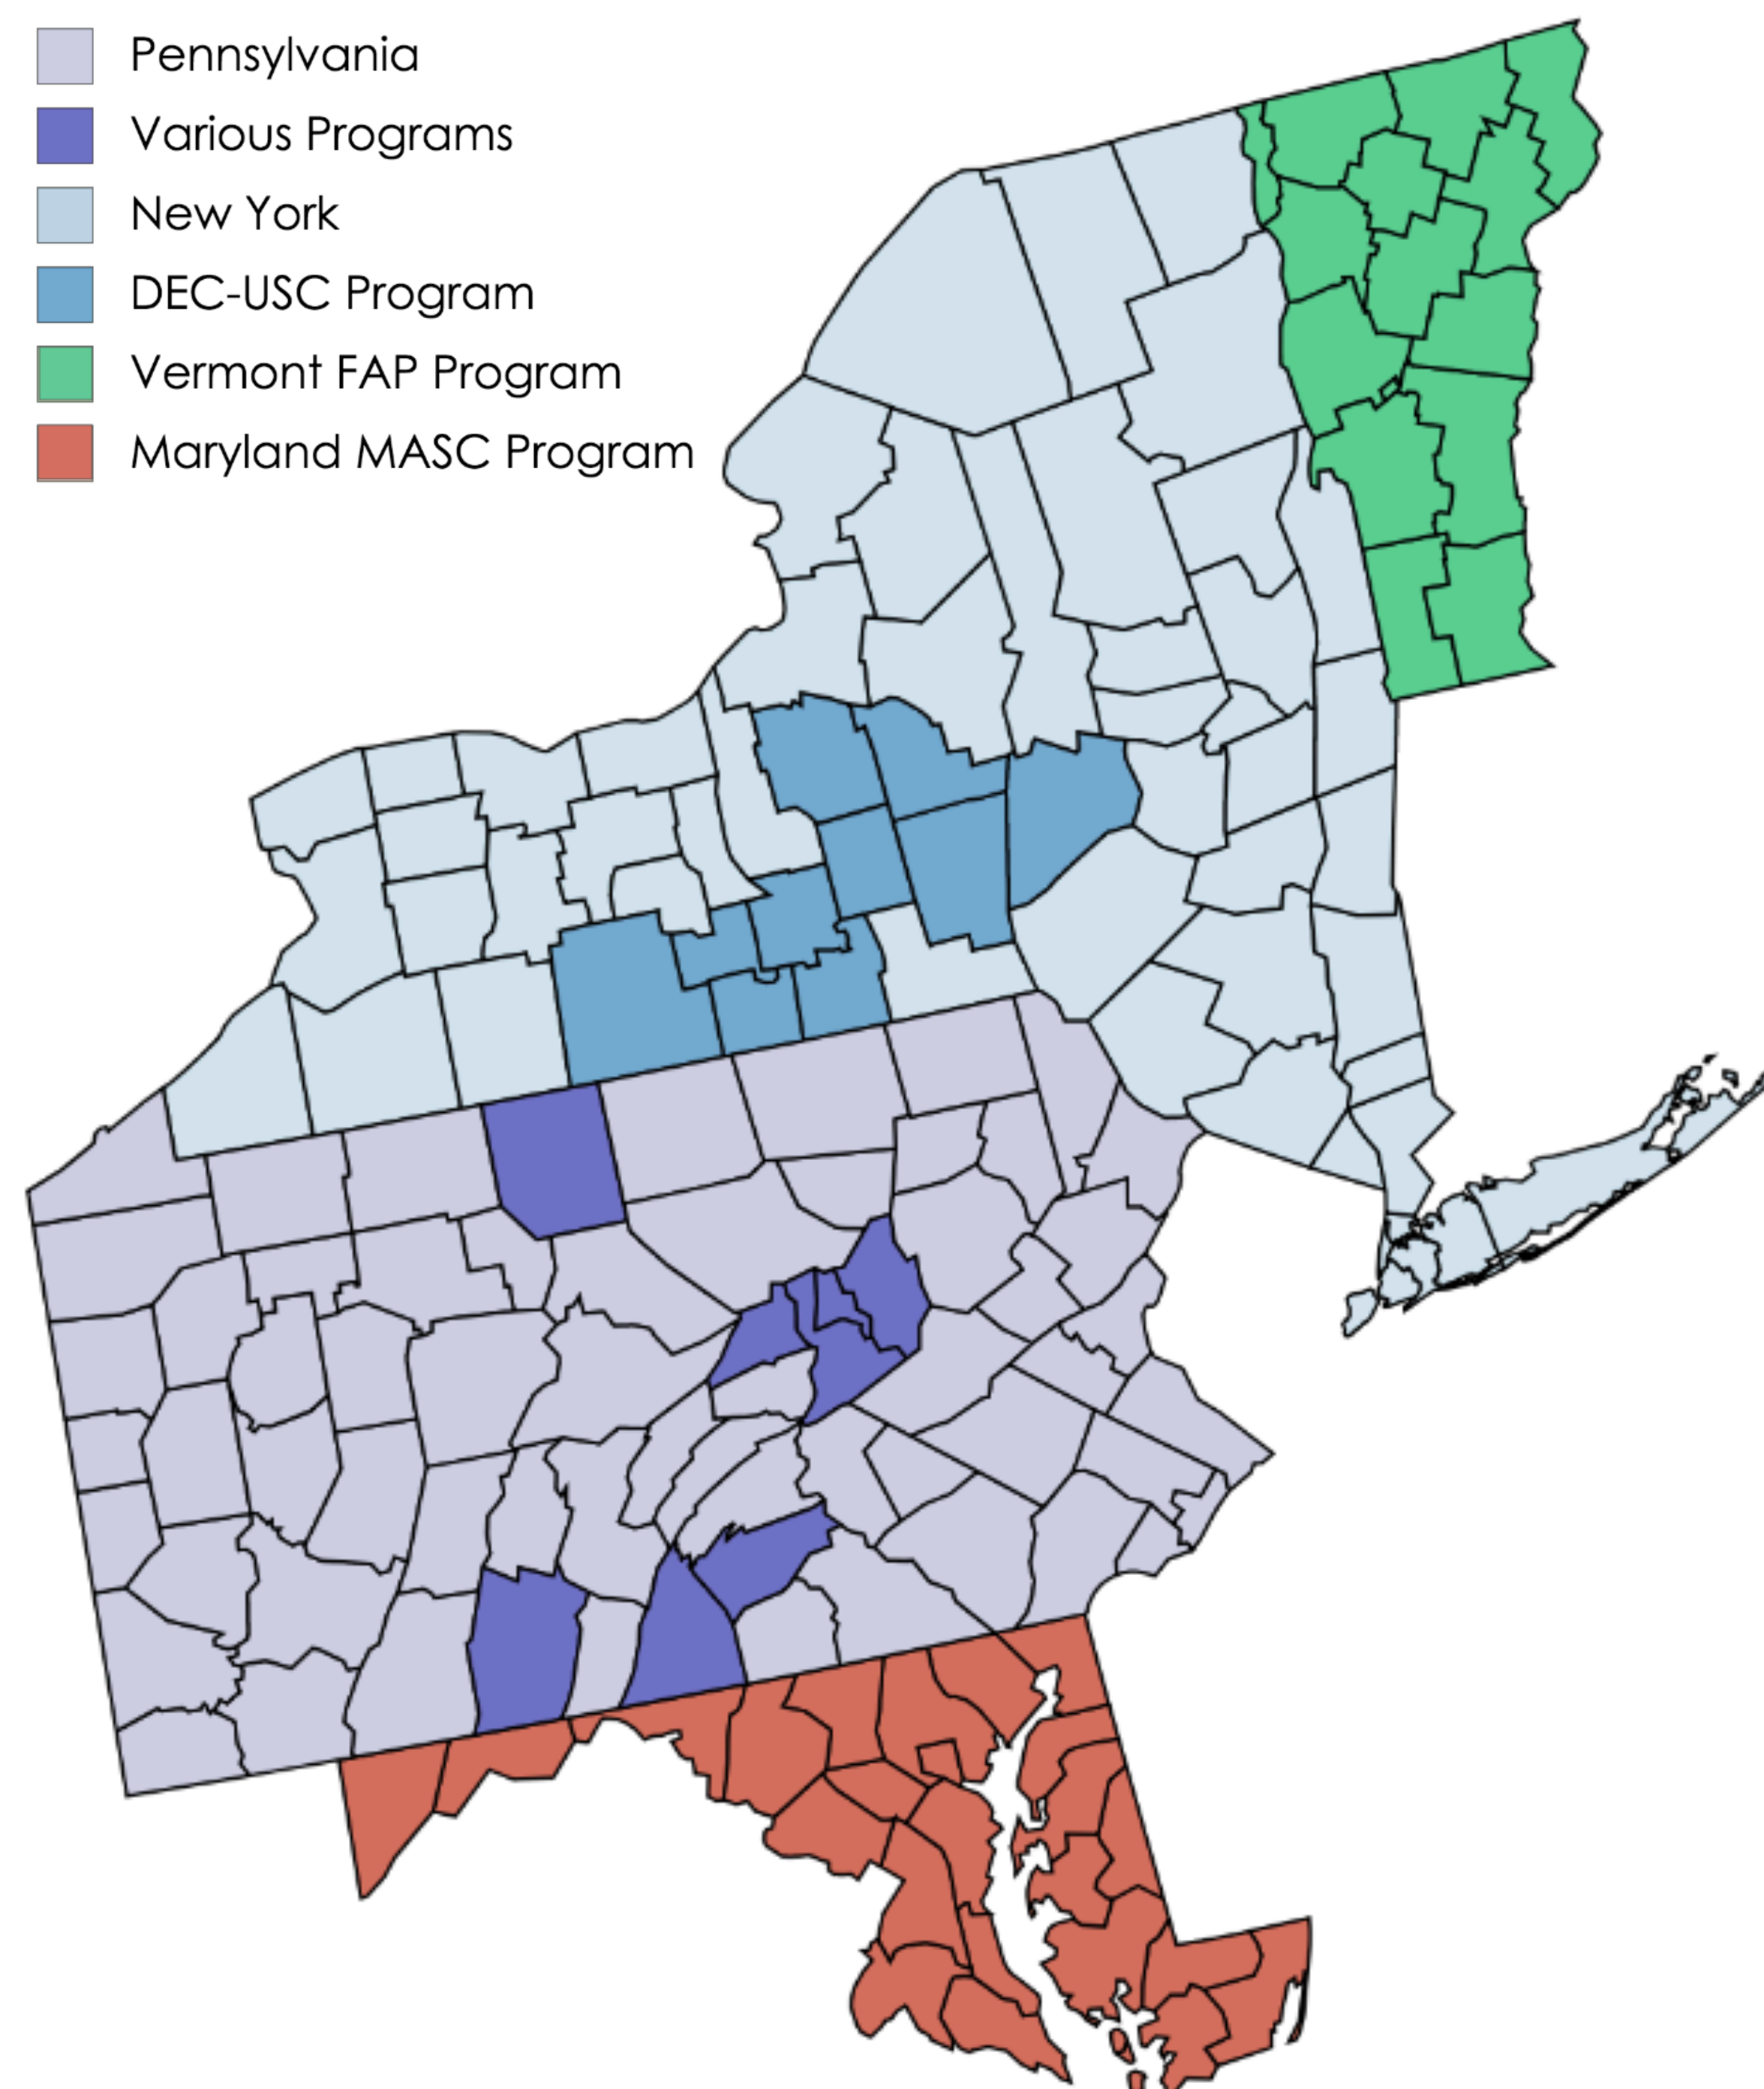 Pennsylvania
Various Programs
New York
DEC-USC Program
Vermont FAP Program
Maryland MASC Program